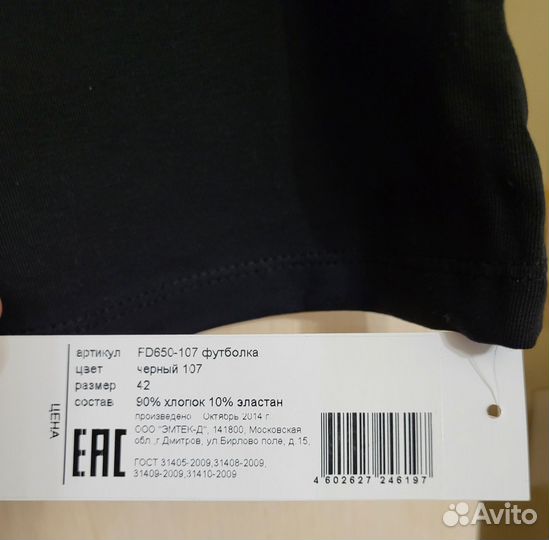 артикул FD650-107 футболка
цвет черный 107
размер 42
состав 90% хлопок 10% эластан
произведено Октябрь 2014 г.
ООО "ЭМТЕК-Д", 141800, Московская
обл.,г.Дмитров, ул.Бирлово поле, д.15,
ГОСТ 31405-2009,31408-2009,
31409-2009,31410-2009
ЦЕНА
EAC
4 602627 246197
Avito